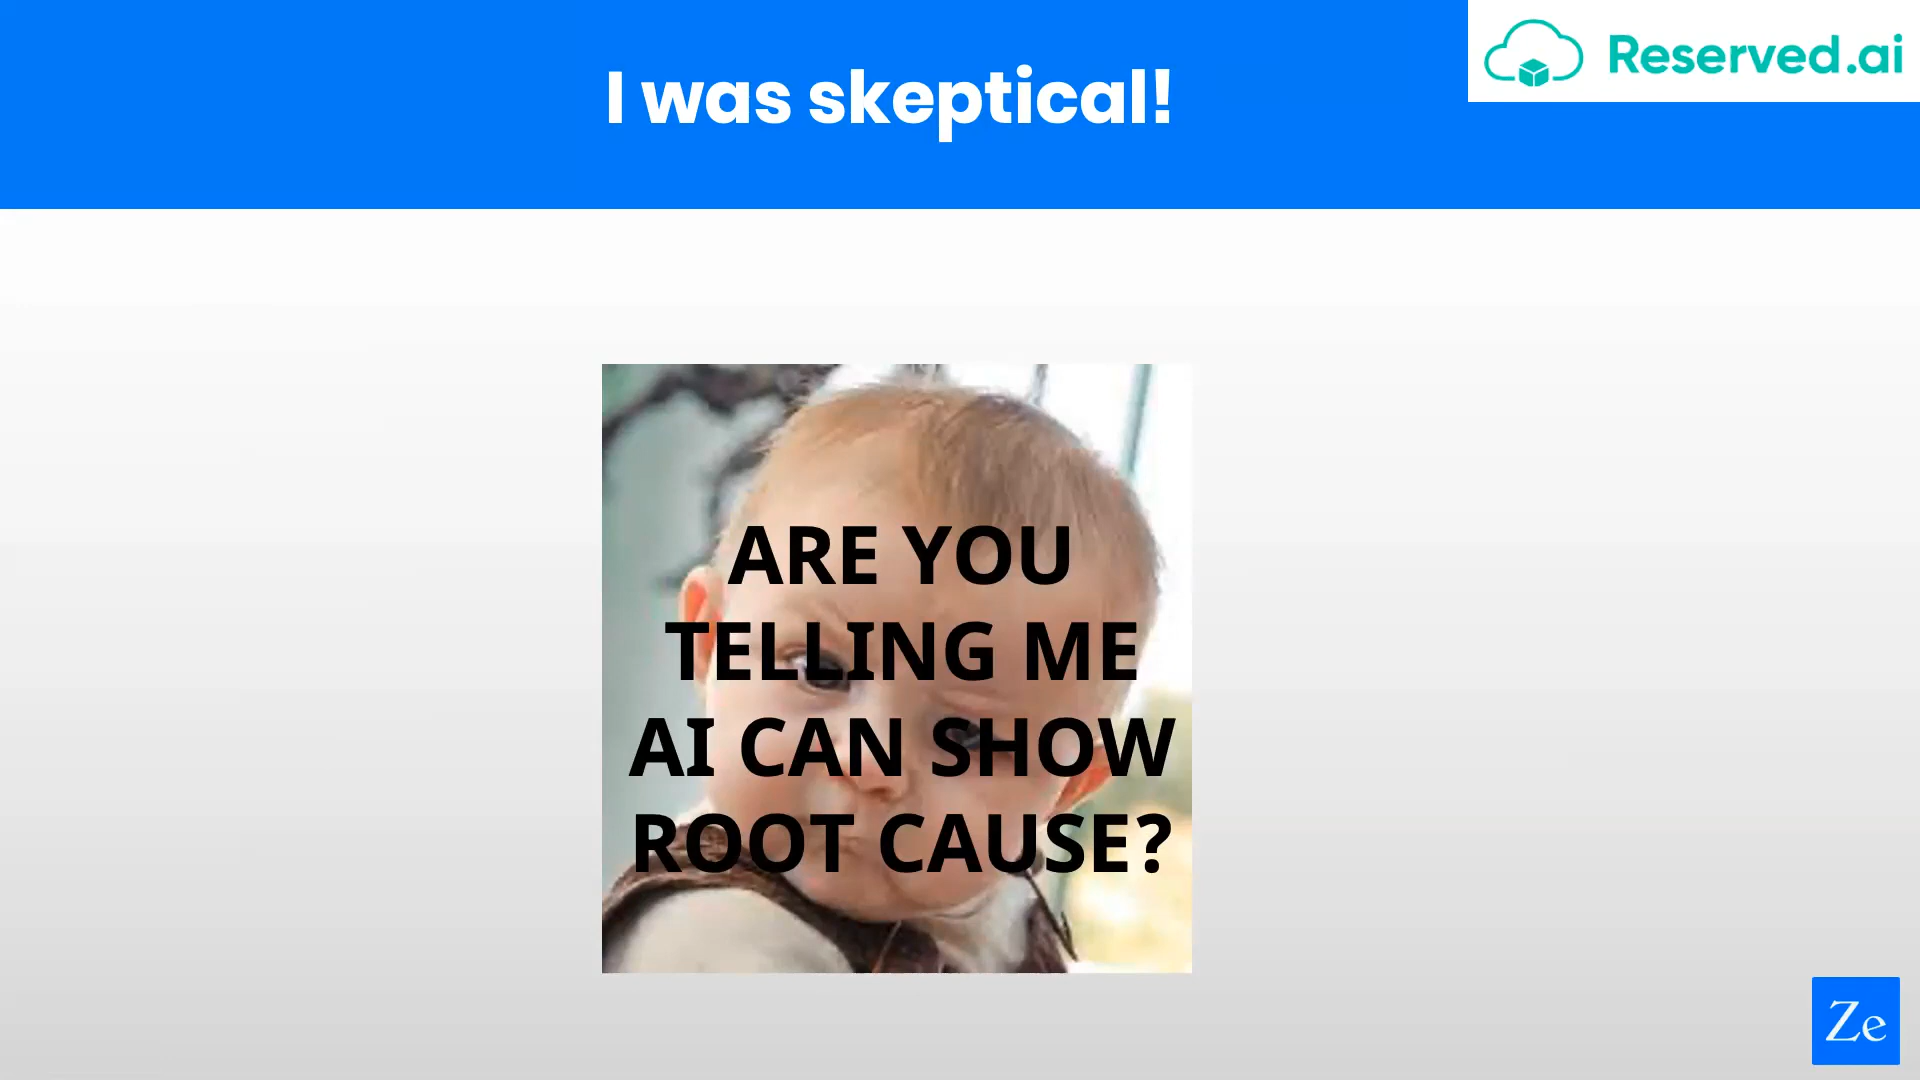 I was skeptical!
Reserved.ai
ARE YOU
TELLING ME
AI CAN SHOW
ROOT CAUSE?
Ze